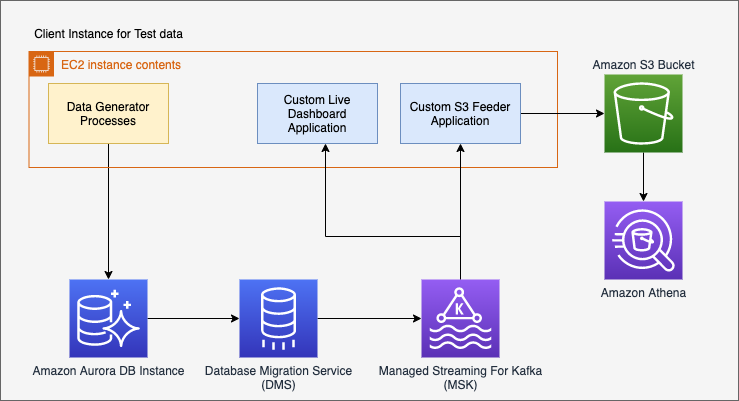 Client Instance for Test data
EC2 instance contents
Amazon S3 Bucket
Data Generator
Processes
Custom Live
Dashboard
Application
Custom S3 Feeder
Application
Amazon Athena
K
Amazon Aurora DB Instance
Database Migration Service
(DMS)
Managed Streaming For Kafka
(MSK)